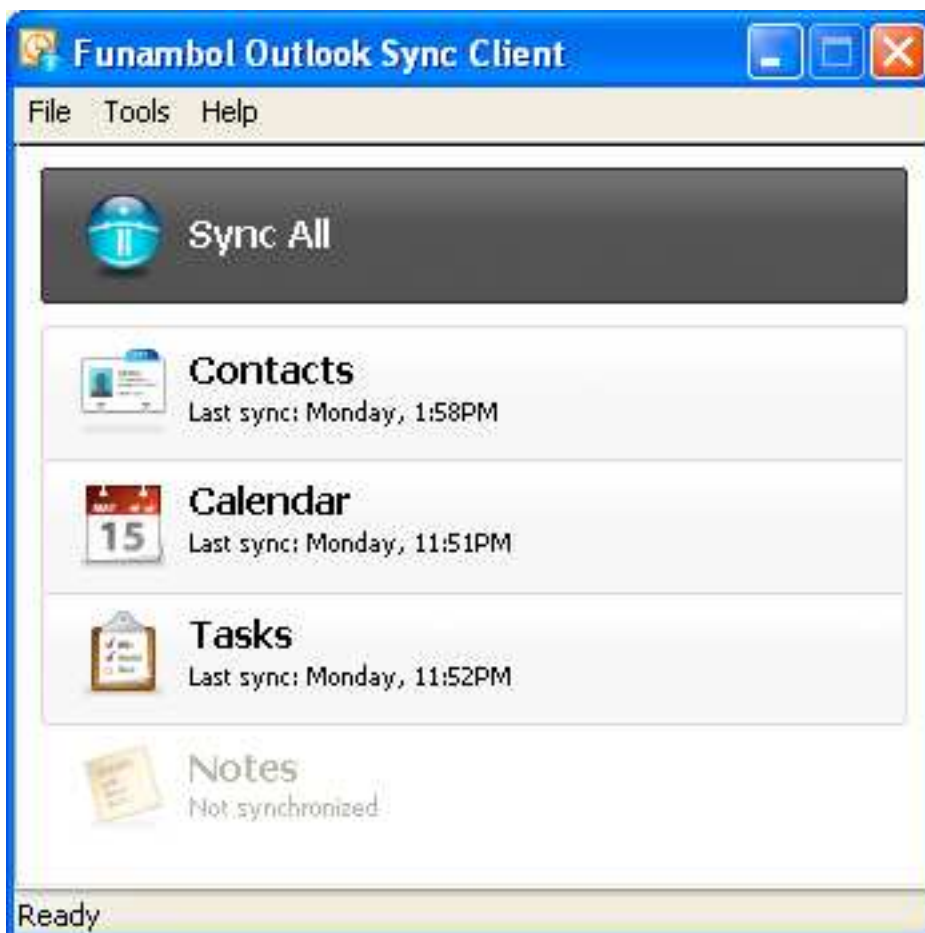 Funambol Outlook Sync Client
File Tools Help
Sync All
Contacts
Last sync: Monday, 1:58PM
Calendar
Last sync: Monday, 11:51PM
15
Tasks
Last sync: Monday, 11:52PM
Notes
Not synchronized
Ready